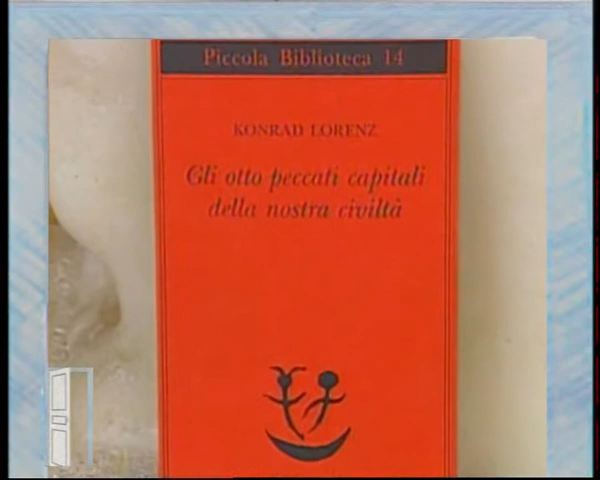 Piccola Biblioteca 14
KONRAD LORENZ
Gli otto peccati capitali
della nostra civiltà